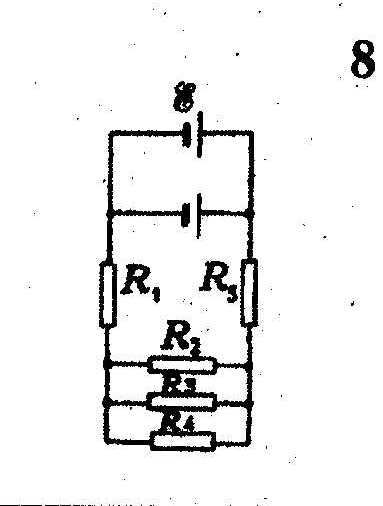 8
ℰ
R₁ R₅
R₂
R₃
R₄